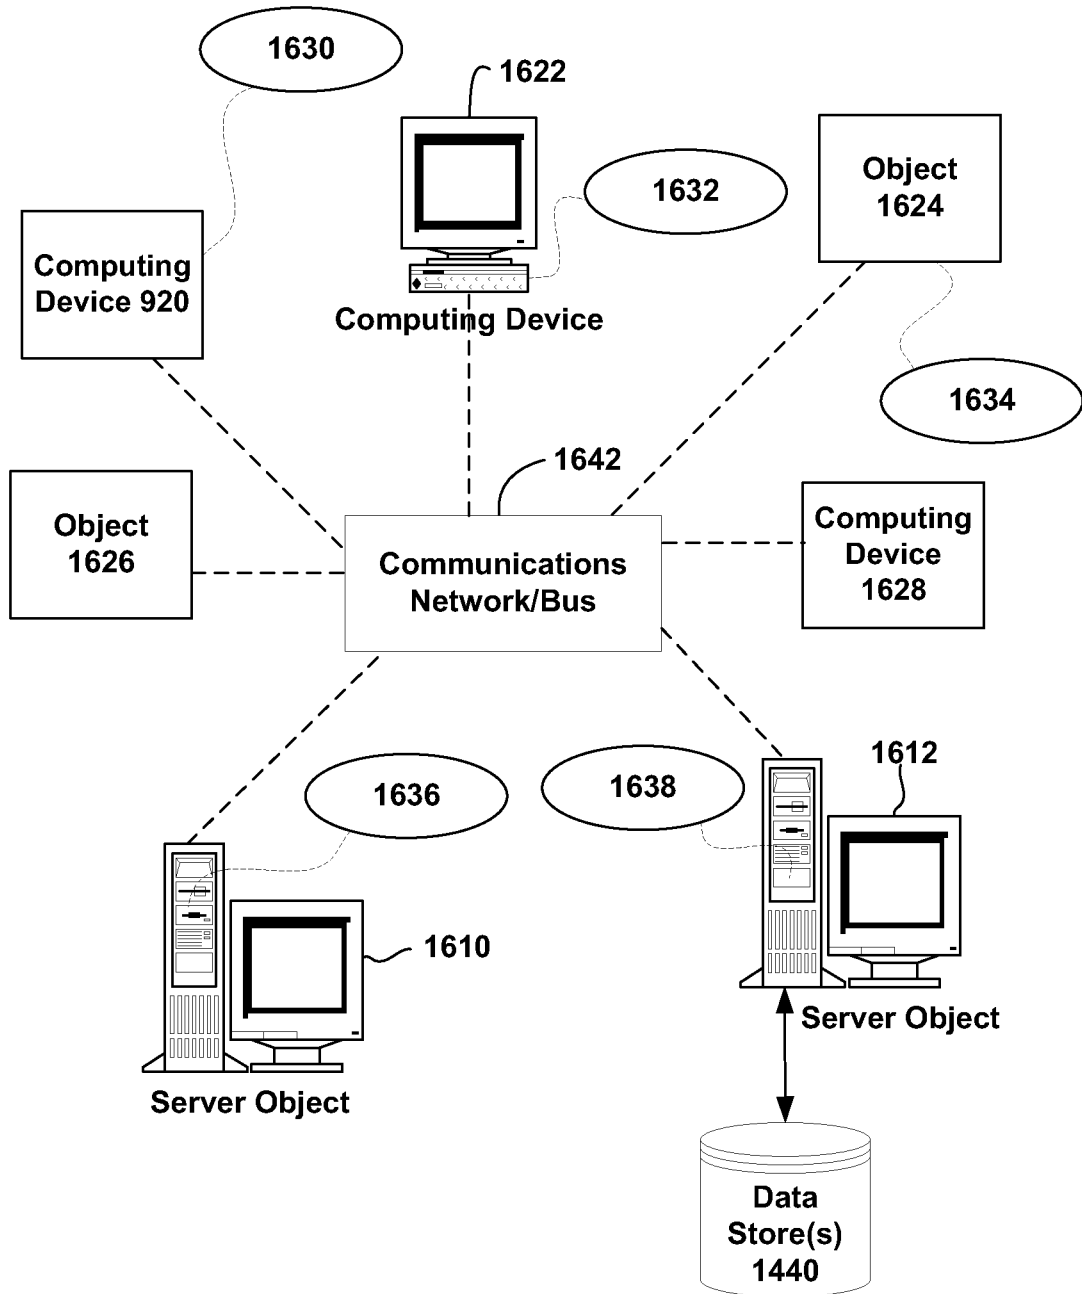 1630
1622
1632
Object
1624
Computing
Device 920
Computing Device
1634
1642
Object
1626
Communications
Network/Bus
Computing
Device
1628
1636
1638
1612
1610
Server Object
Server Object
Data
Store(s)
1440